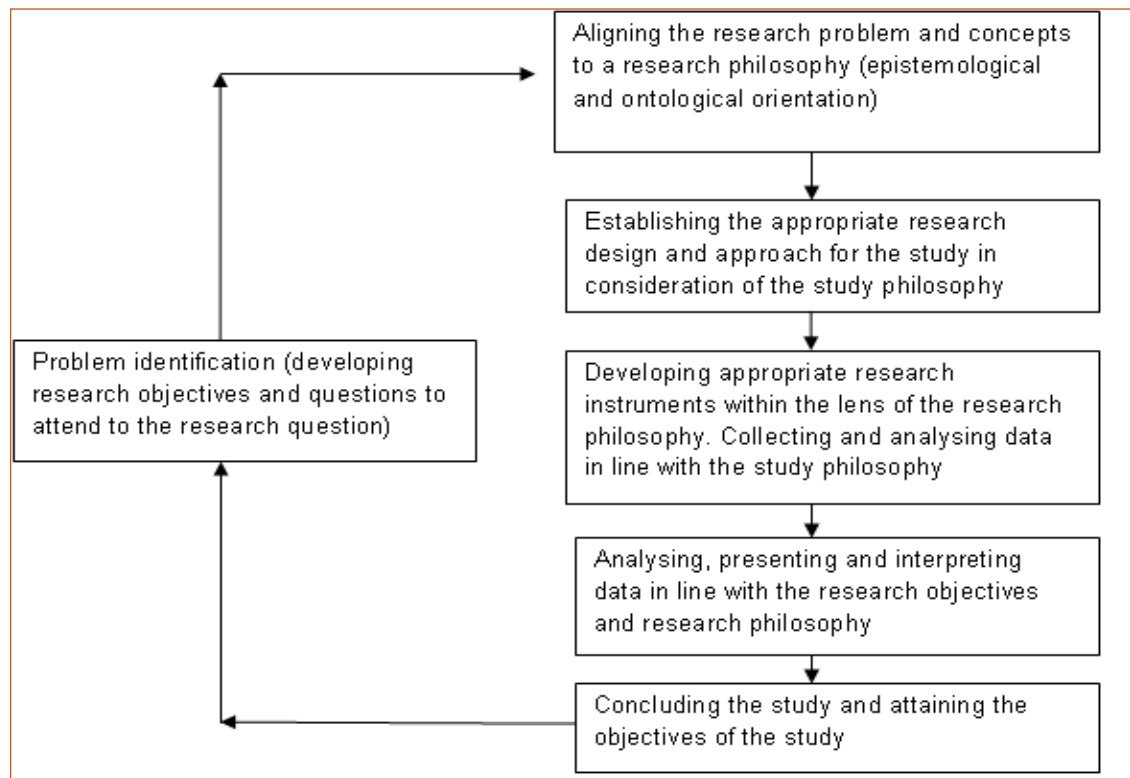 Aligning the research problem and concepts
to a research philosophy (epistemological
and ontological orientation)
Establishing the appropriate research
design and approach for the study in
consideration of the study philosophy
Developing appropriate research
instruments within the lens of the research
philosophy. Collecting and analysing data
in line with the study philosophy
Analysing, presenting and interpreting
data in line with the research objectives
and research philosophy
Concluding the study and attaining the
objectives of the study
Problem identification (developing
research objectives and questions to
attend to the research question)